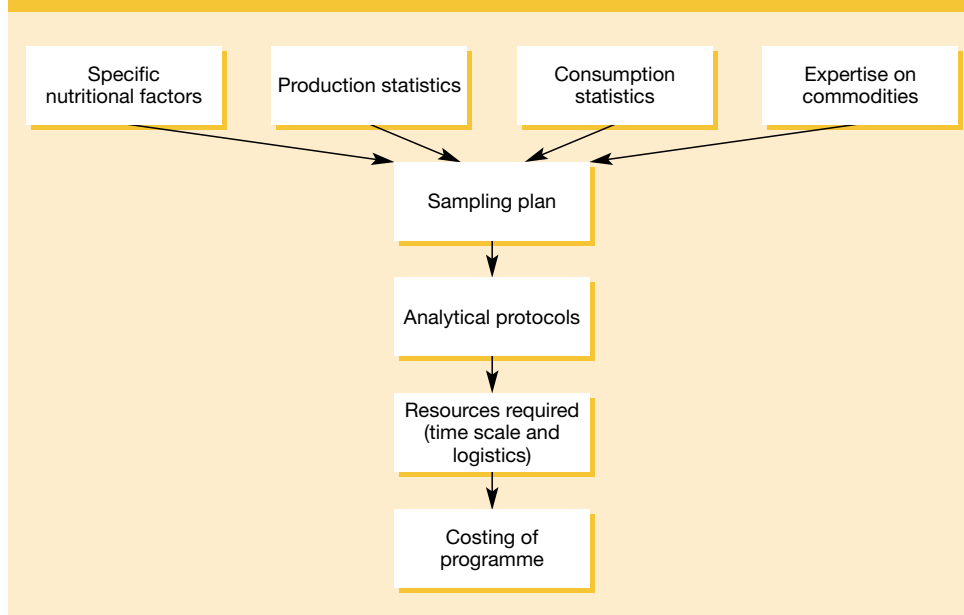 Specific
nutritional factors
Production statistics
Consumption
statistics
Expertise on
commodities
Sampling plan
Analytical protocols
Resources required
(time scale and
logistics)
Costing of
programme